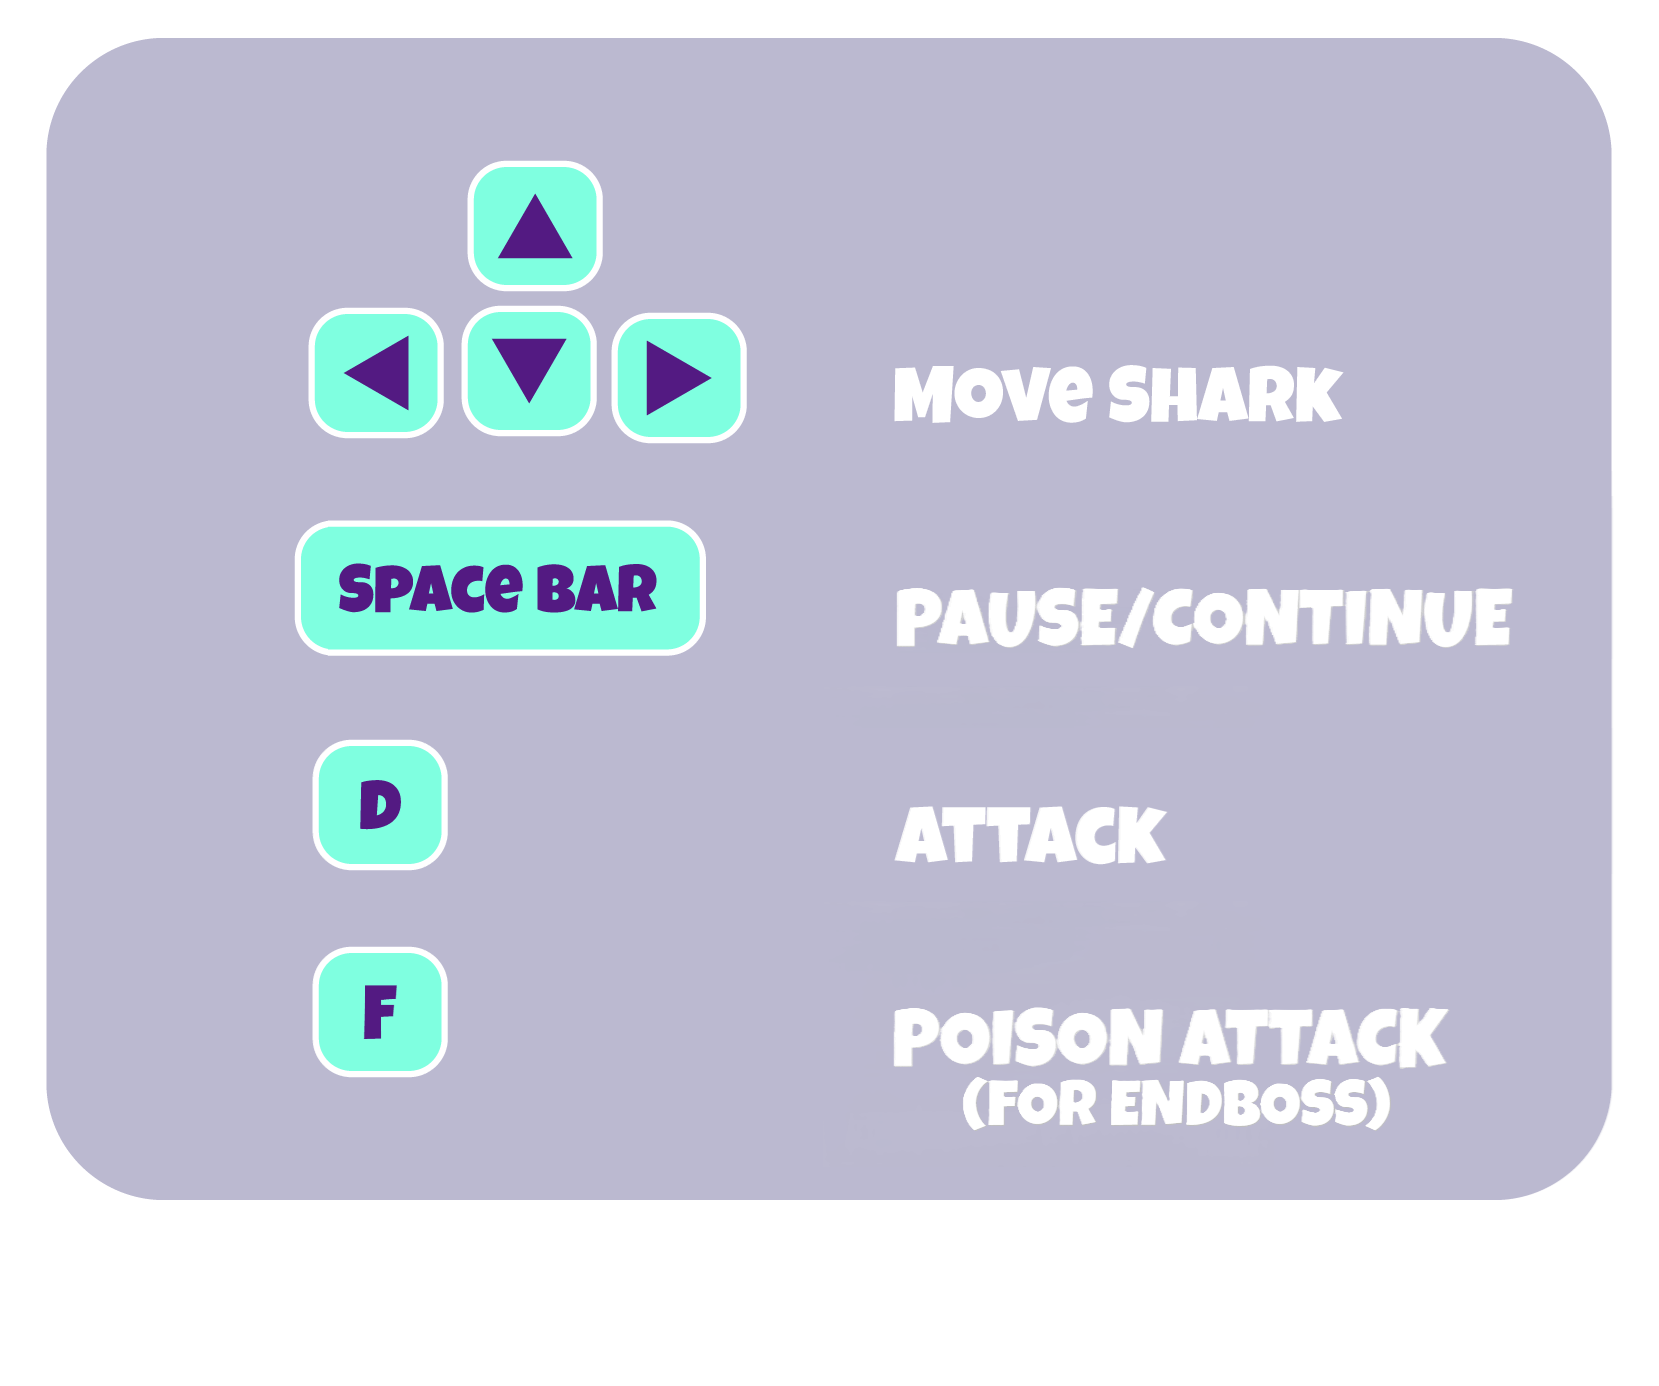 MOVE SHARK
SPACE BAR
PAUSE/CONTINUE
D
ATTACK
F
POISON ATTACK
(FOR ENDBOSS)